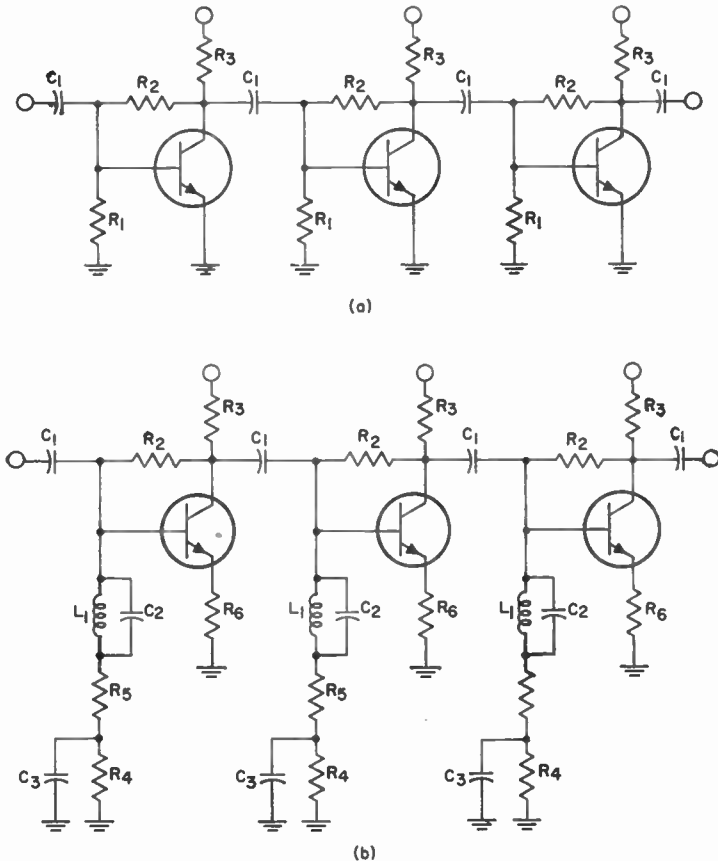 R3 R3 R3
C1 R2 C1 R2 C1 R2 C1
R1 R1 R1
(a)
R3 R3 R3
C1 R2 C1 R2 C1 R2 C1
L1 C2 R6 L1 C2 R6 L1 C2 R6
R5 R5
C3 R4 C3 R4 C3 R4
(b)